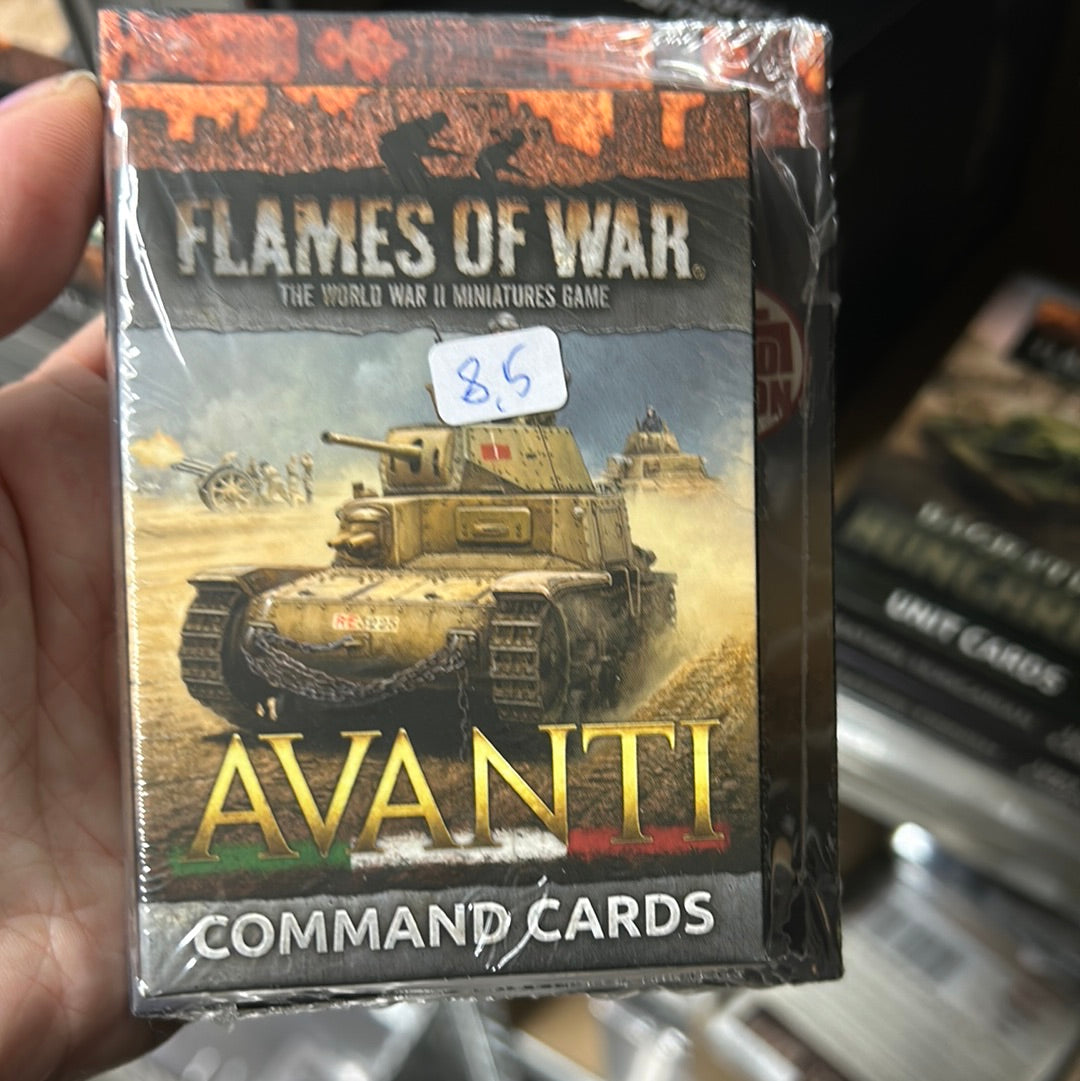 FLAMES OF WAR
THE WORLD WAR II MINIATURES GAME
8,5
AVANTI
COMMAND CARDS
UNIT CARDS